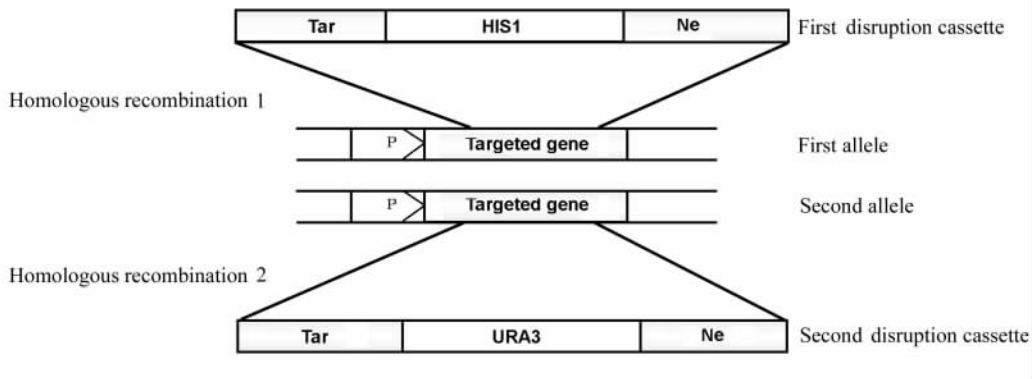 Tar HIS1 Ne First disruption cassette
Homologous recombination 1
P Targeted gene First allele
P Targeted gene Second allele
Homologous recombination 2
Tar URA3 Ne Second disruption cassette